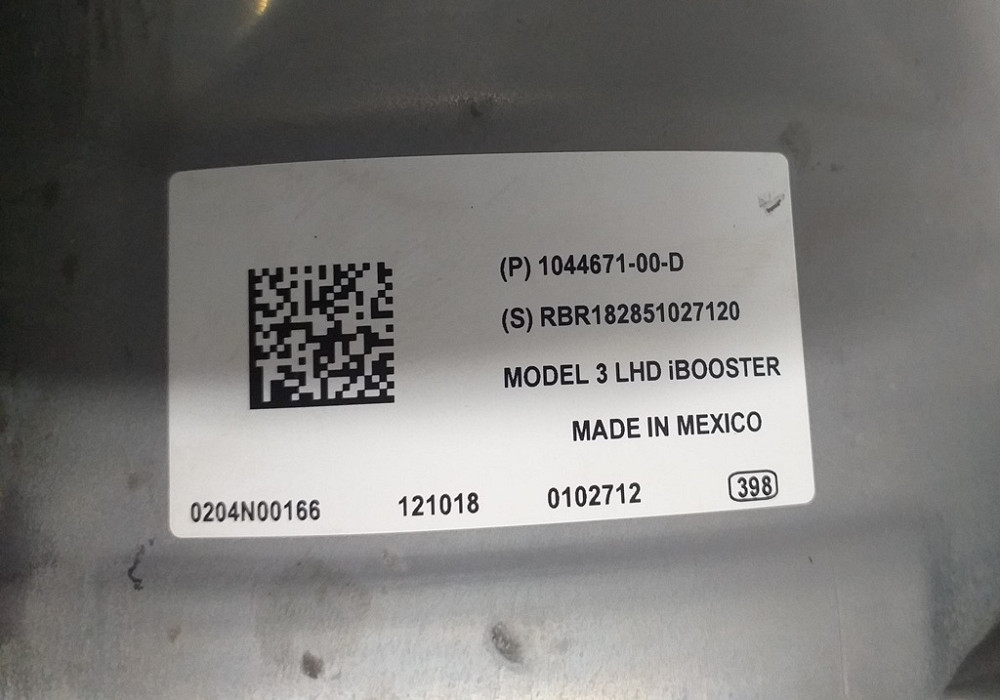 (P) 1044671-00-D
(S) RBR182851027120
MODEL 3 LHD iBOOSTER
MADE IN MEXICO
0204N00166 121018 0102712 398